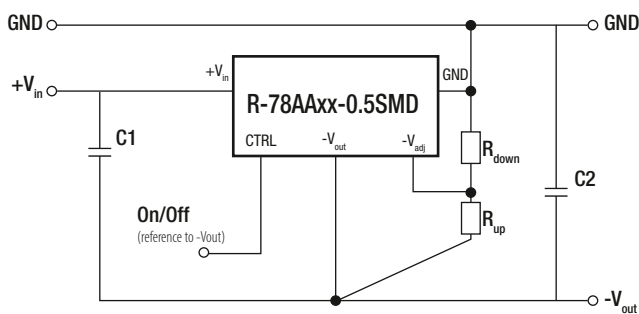 GND
GND
+Vin
+Vin
GND
R-78AAxx-0.5SMD
C1
CTRL
-Vout
-Vadj
Rdown
C2
On/Off
(reference to -Vout)
Rup
-Vout